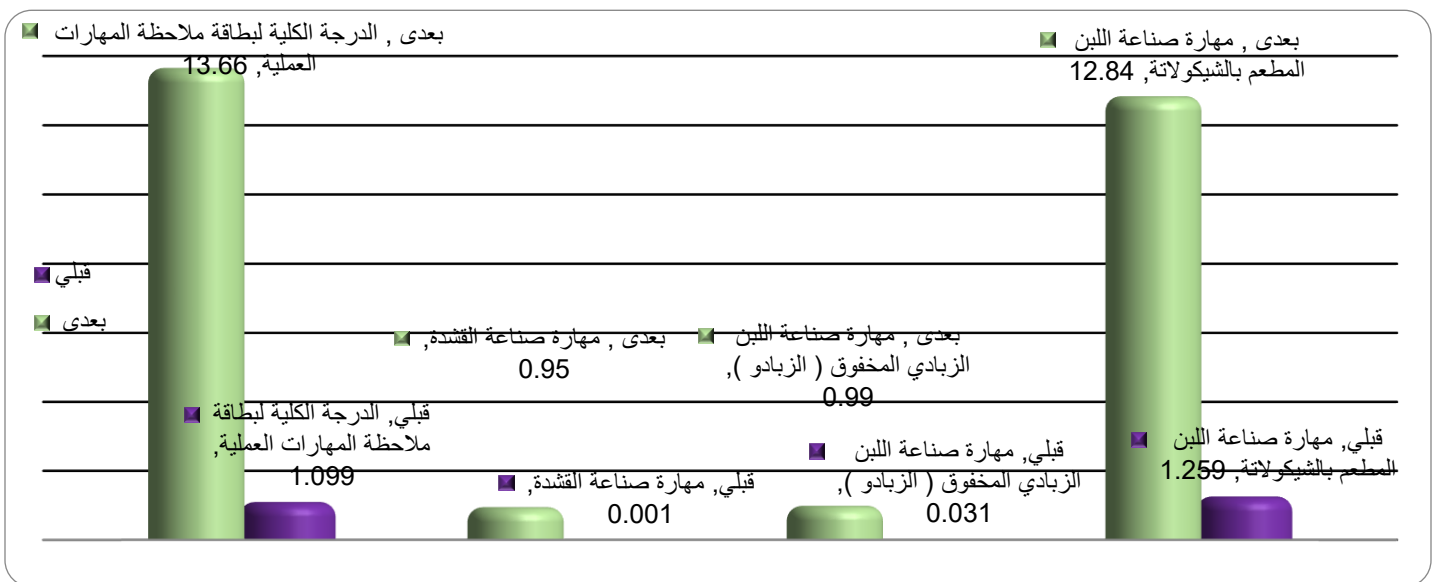 بعدى , مهارة صناعة اللبن
المطعم بالشيكولاتة, 12.84
بعدى , الدرجة الكلية لبطاقة ملاحظة المهارات
العملية, 13.66
قبلي
بعدى
بعدى , مهارة صناعة اللبن
الزبادي المخفوق ( الزبادو ),
0.99
بعدى , مهارة صناعة القشدة,
0.95
قبلي, مهارة صناعة اللبن
المطعم بالشيكولاتة, 1.259
قبلي, مهارة صناعة اللبن
الزبادي المخفوق ( الزبادو ),
0.031
قبلي, مهارة صناعة القشدة,
0.001
قبلي, الدرجة الكلية لبطاقة
ملاحظة المهارات العملية,
1.099